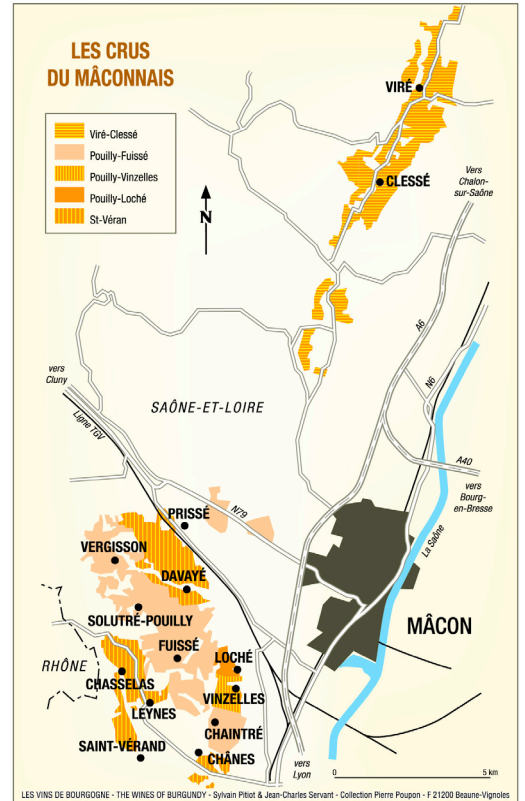 LES CRUS
DU MÂCONNAIS
Viré-Clessé
Pouilly-Fuissé
Pouilly-Vinzelles
Pouilly-Loché
St-Véran
N
VIRÉ
CLESSÉ
Vers
Chalon-
sur-Saône
A6
N6
vers
Cluny
Ligne TGV
SAÔNE-ET-LOIRE
A40
vers
Bourg-
en-Bresse
N79
PRISSÉ
La Saône
VERGISSON
DAVAYÉ
SOLUTRÉ-POUILLY
MÂCON
FUISSÉ
LOCHÉ
RHÔNE
CHASSELAS
VINZELLES
LEYNES
CHAINTRÉ
SAINT-VÉRAND
CHÂNES
vers
Lyon
0
5 km
LES VINS DE BOURGOGNE - THE WINES OF BURGUNDY - Sylvain Pitiot & Jean-Charles Servant - Collection Pierre Poupon - F 21200 Beaune-Vignoles